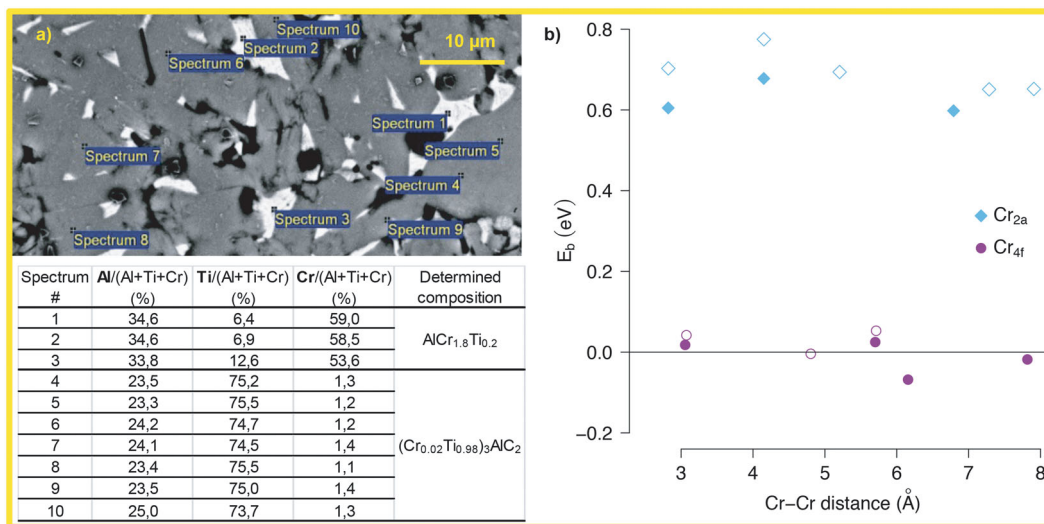 a)
Spectrum 10
Spectrum 2
Spectrum 6
10 µm
Spectrum 1
Spectrum 5
Spectrum 7
Spectrum 4
Spectrum 3
Spectrum 8
Spectrum 9
Spectrum # Al/(Al+Ti+Cr) (%) Ti/(Al+Ti+Cr) (%) Cr/(Al+Ti+Cr) (%) Determined composition
1 34,6 6,4 59,0
2 34,6 6,9 58,5 AlCr1.8Ti0.2
3 33,8 12,6 53,6
4 23,5 75,2 1,3
5 23,3 75,5 1,2
6 24,2 74,7 1,2
7 24,1 74,5 1,4 (Cr0.02Ti0.98)3AlC2
8 23,4 75,5 1,1
9 23,5 75,0 1,4
10 25,0 73,7 1,3
b)
0.8
0.6
0.4
0.2
0.0
−0.2
Eb (eV)
Cr2a
Cr4f
3 4 5 6 7 8
Cr−Cr distance (Å)